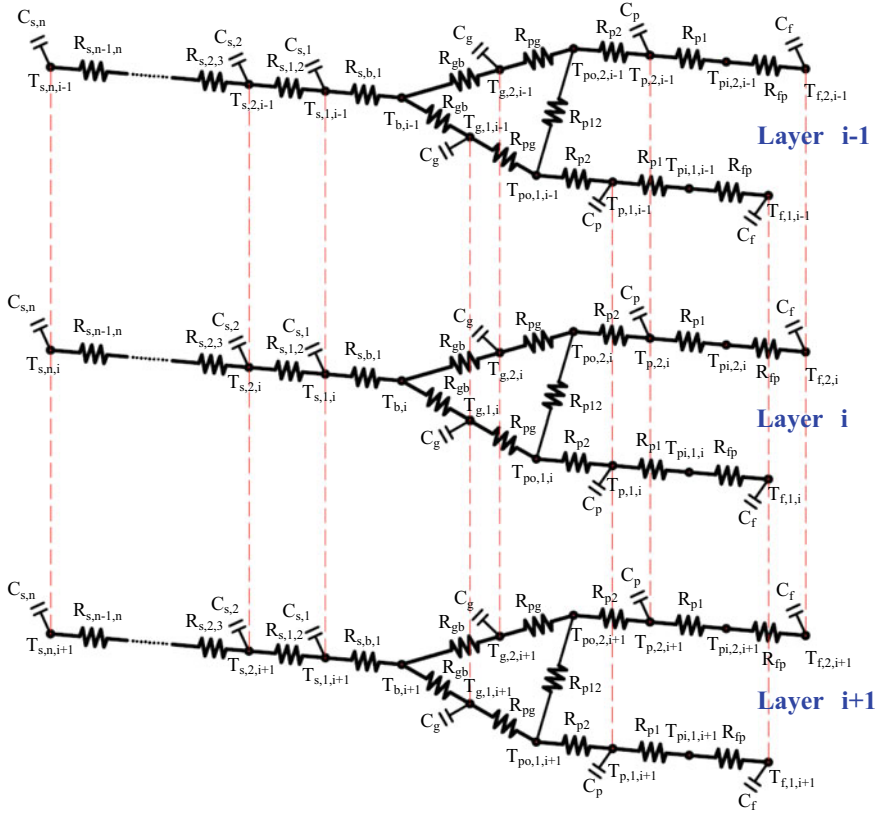 C_{s,n} C_{s,2} C_{s,1} C_g C_p C_f
R_{s,n-1,n} R_{s,2,3} R_{s,1,2} R_{s,b,1} R_{gb} R_{pg} R_{p2} R_{p1} R_{fp}
T_{s,n,i-1} T_{s,2,i-1} T_{s,1,i-1} T_{b,i-1} T_{g,2,i-1} T_{po,2,i-1} T_{p,2,i-1} T_{pi,2,i-1} T_{f,2,i-1}
R_{gb} T_{g,1,i-1} R_{p12}
Layer i-1
C_g R_{pg} R_{p2} R_{p1} T_{pi,1,i-1} R_{fp}
T_{po,1,i-1} C_p T_{p,1,i-1} C_f T_{f,1,i-1}
C_{s,n} C_{s,2} C_{s,1} C_g C_p C_f
R_{s,n-1,n} R_{s,2,3} R_{s,1,2} R_{s,b,1} R_{gb} R_{pg} R_{p2} R_{p1} R_{fp}
T_{s,n,i} T_{s,2,i} T_{s,1,i} T_{b,i} T_{g,2,i} T_{po,2,i} T_{p,2,i} T_{pi,2,i} T_{f,2,i}
R_{gb} T_{g,1,i} R_{p12}
Layer i
C_g R_{pg} R_{p2} R_{p1} T_{pi,1,i} R_{fp}
T_{po,1,i} C_p T_{p,1,i} C_f T_{f,1,i}
C_{s,n} C_{s,2} C_{s,1} C_g C_p C_f
R_{s,n-1,n} R_{s,2,3} R_{s,1,2} R_{s,b,1} R_{gb} R_{pg} R_{p2} R_{p1} R_{fp}
T_{s,n,i+1} T_{s,2,i+1} T_{s,1,i+1} T_{b,i+1} T_{g,2,i+1} T_{po,2,i+1} T_{p,2,i+1} T_{pi,2,i+1} T_{f,2,i+1}
R_{gb} T_{g,1,i+1} R_{p12}
Layer i+1
C_g R_{pg} R_{p2} R_{p1} T_{pi,1,i+1} R_{fp}
T_{po,1,i+1} C_p T_{p,1,i+1} C_f T_{f,1,i+1}